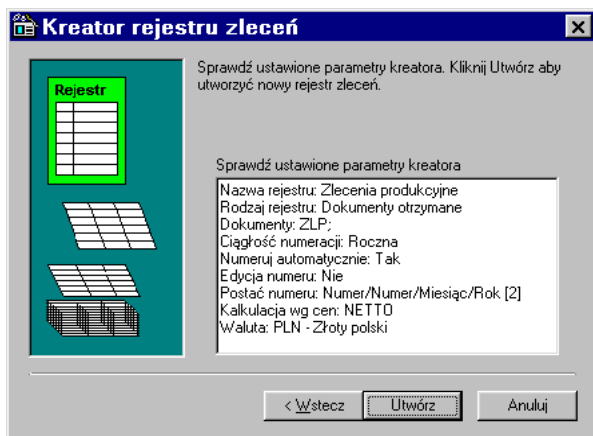 Kreator rejestru zleceń
Rejestr
Sprawdź ustawione parametry kreatora. Kliknij Utwórz aby
utworzyć nowy rejestr zleceń.
Sprawdź ustawione parametry kreatora
Nazwa rejestru: Zlecenia produkcyjne
Rodzaj rejestru: Dokumenty otrzymane
Dokumenty: ZLP;
Ciągłość numeracji: Roczna
Numeruj automatycznie: Tak
Edycja numeru: Nie
Postać numeru: Numer/Numer/Miesiąc/Rok [2]
Kalkulacja wg cen: NETTO
Waluta: PLN - Złoty polski
< Wstecz Utwórz Anuluj